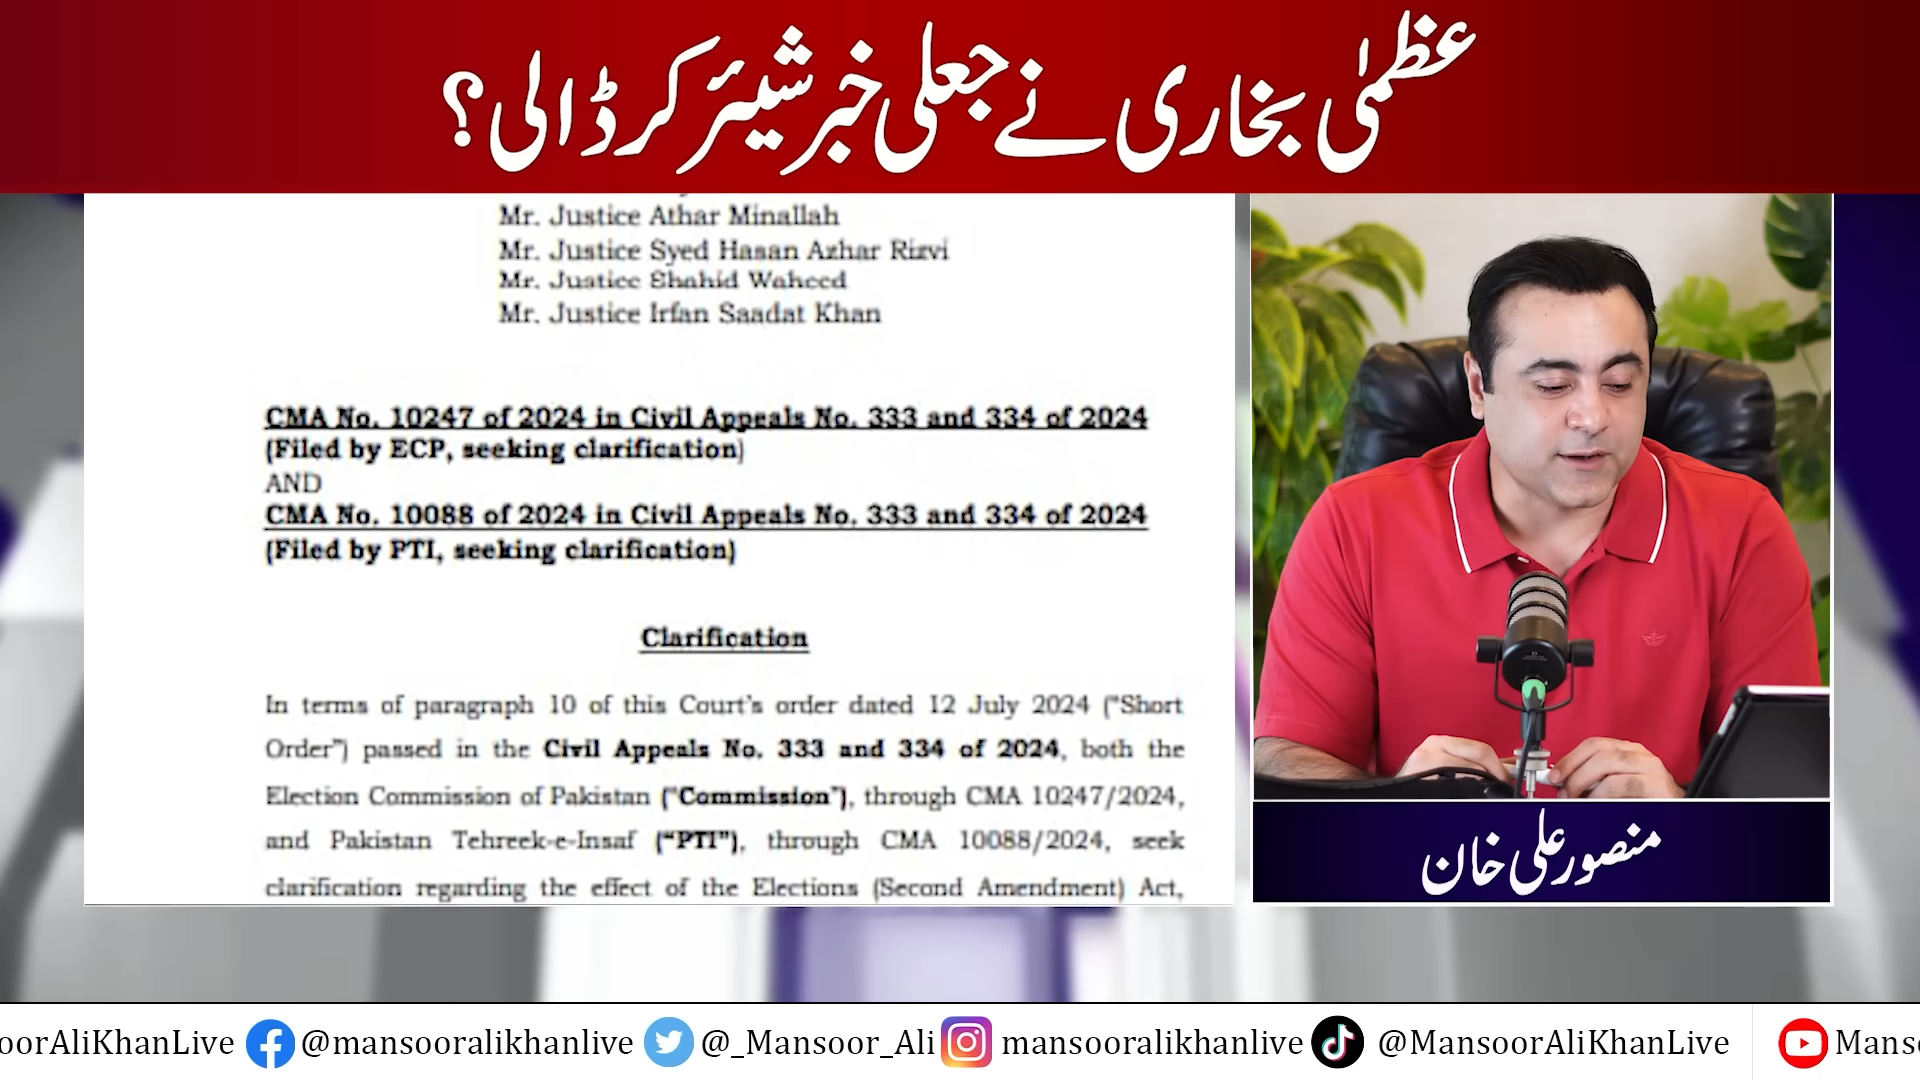 عظمیٰ بخاری نے جعلی خبر شیئر کر ڈالی؟
Mr. Justice Athar Minallah
Mr. Justice Syed Hasan Azhar Rizvi
Mr. Justice Shahid Waheed
Mr. Justice Irfan Saadat Khan
CMA No. 10247 of 2024 in Civil Appeals No. 333 and 334 of 2024
(Filed by ECP, seeking clarification)
AND
CMA No. 10088 of 2024 in Civil Appeals No. 333 and 334 of 2024
(Filed by PTI, seeking clarification)
Clarification
In terms of paragraph 10 of this Court's order dated 12 July 2024 ("Short
Order") passed in the Civil Appeals No. 333 and 334 of 2024, both the
Election Commission of Pakistan ("Commission"), through CMA 10247/2024,
and Pakistan Tehreek-e-Insaf ("PTI"), through CMA 10088/2024, seek
clarification regarding the effect of the Elections (Second Amendment) Act,
منصور علی خان
oorAliKhanLive @mansooralikhanlive @_Mansoor_Ali mansooralikhanlive @MansoorAliKhanLive Manso